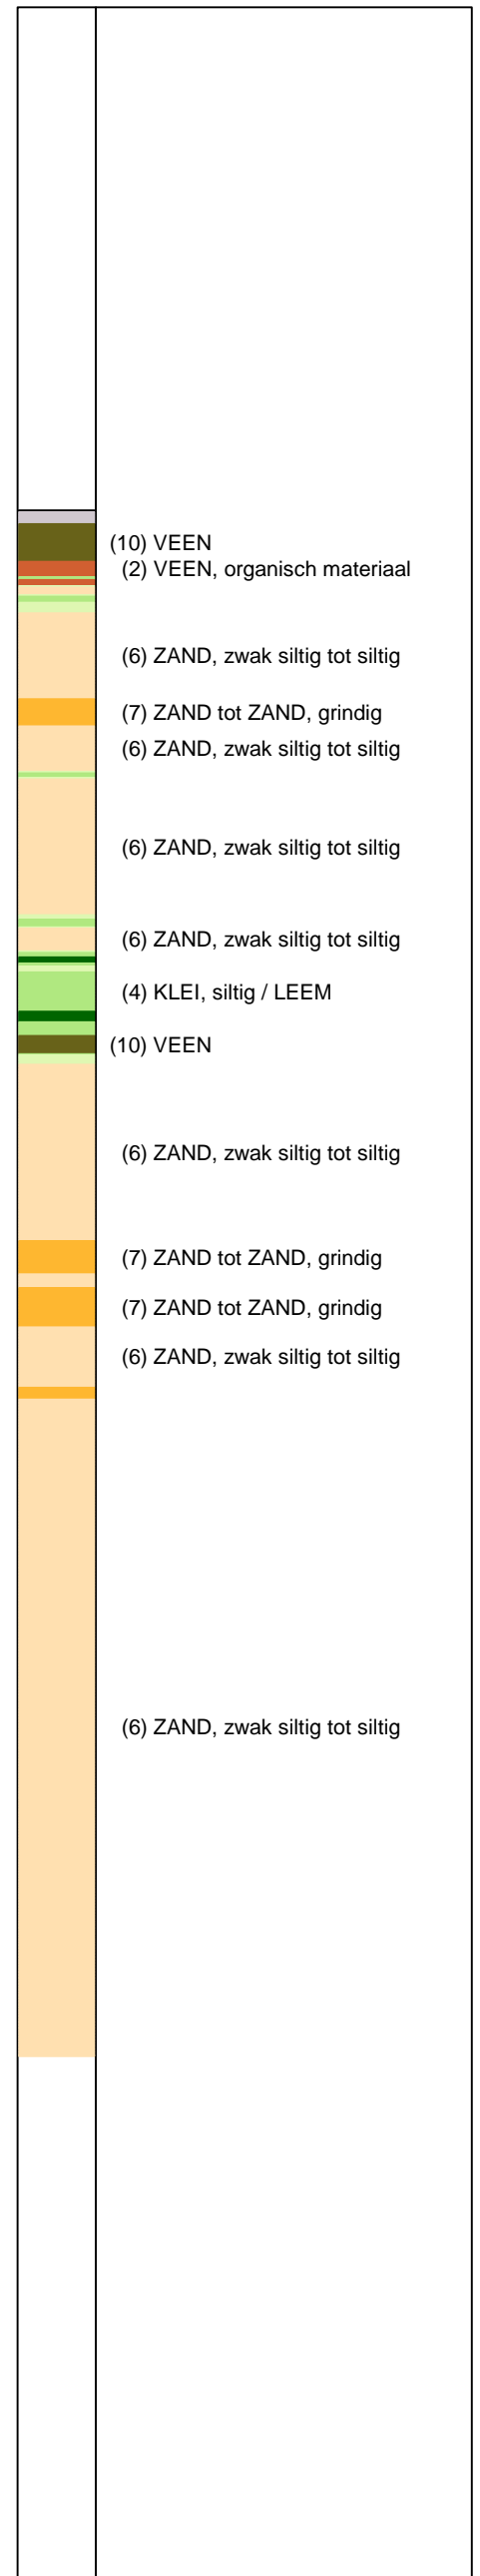 (10) VEEN
(2) VEEN, organisch materiaal
(6) ZAND, zwak siltig tot siltig
(7) ZAND tot ZAND, grindig
(6) ZAND, zwak siltig tot siltig
(6) ZAND, zwak siltig tot siltig
(6) ZAND, zwak siltig tot siltig
(4) KLEI, siltig / LEEM
(10) VEEN
(6) ZAND, zwak siltig tot siltig
(7) ZAND tot ZAND, grindig
(7) ZAND tot ZAND, grindig
(6) ZAND, zwak siltig tot siltig
(6) ZAND, zwak siltig tot siltig